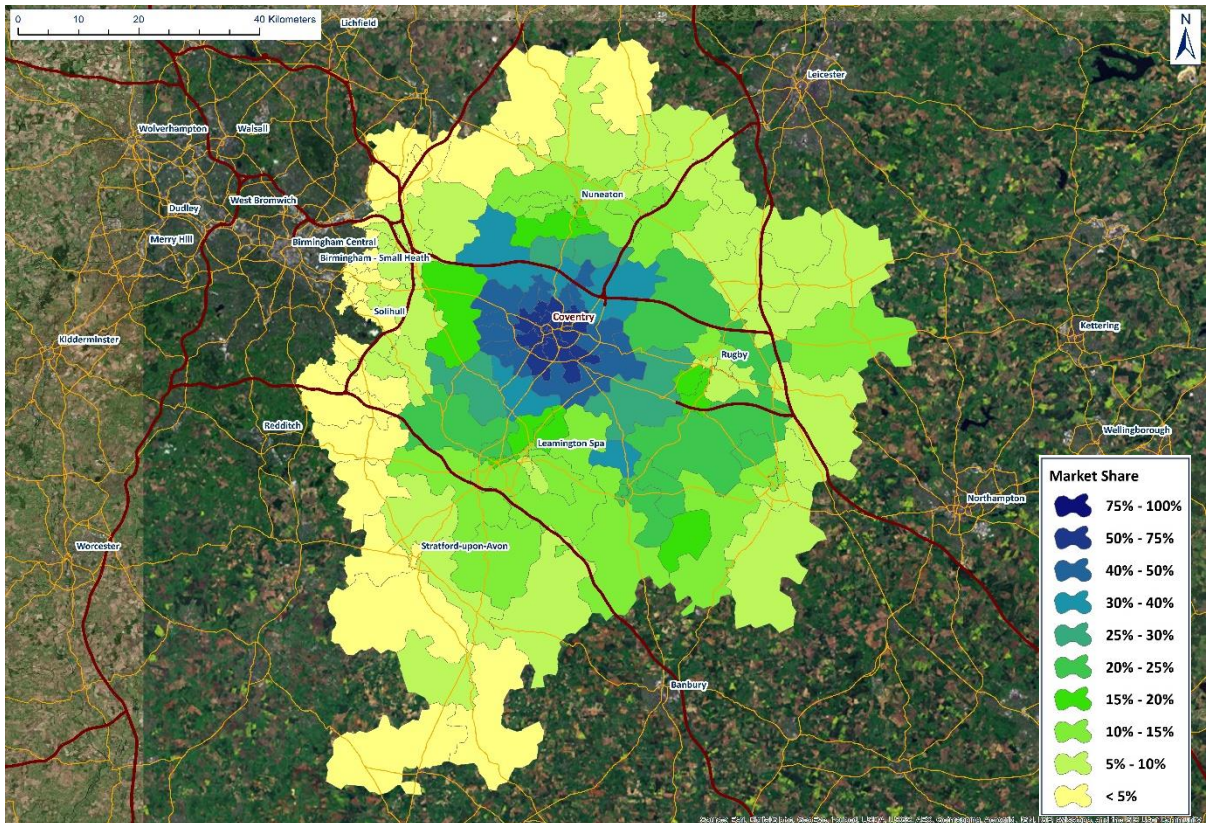 0 10 20 40 Kilometers
N
Lichfield
Leicester
Wolverhampton
Walsall
Nuneaton
West Bromwich
Dudley
Merry Hill
Birmingham Central
Birmingham - Small Heath
Solihull
Coventry
Kettering
Kidderminster
Rugby
Redditch
Leamington Spa
Wellingborough
Northampton
Worcester
Stratford-upon-Avon
Banbury
Market Share
75% - 100%
50% - 75%
40% - 50%
30% - 40%
25% - 30%
20% - 25%
15% - 20%
10% - 15%
5% - 10%
< 5%